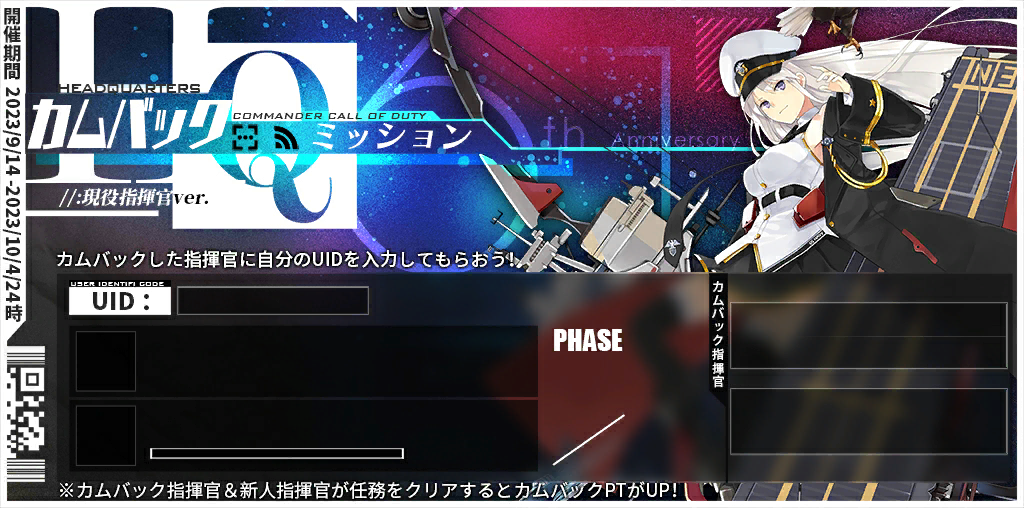 開催期間 2023/9/14 -2023/10/4/24時
HQ
HEADQUARTERS
カムバック
COMMANDER CALL OF DUTY
ミッション
th Anniversary
//:現役指揮官ver.
カムバックした指揮官に自分のUIDを入力してもらおう!
USER IDENTIFI CODE
UID：
PHASE
カムバック指揮官
※カムバック指揮官＆新人指揮官が任務をクリアするとカムバックPTがUP!